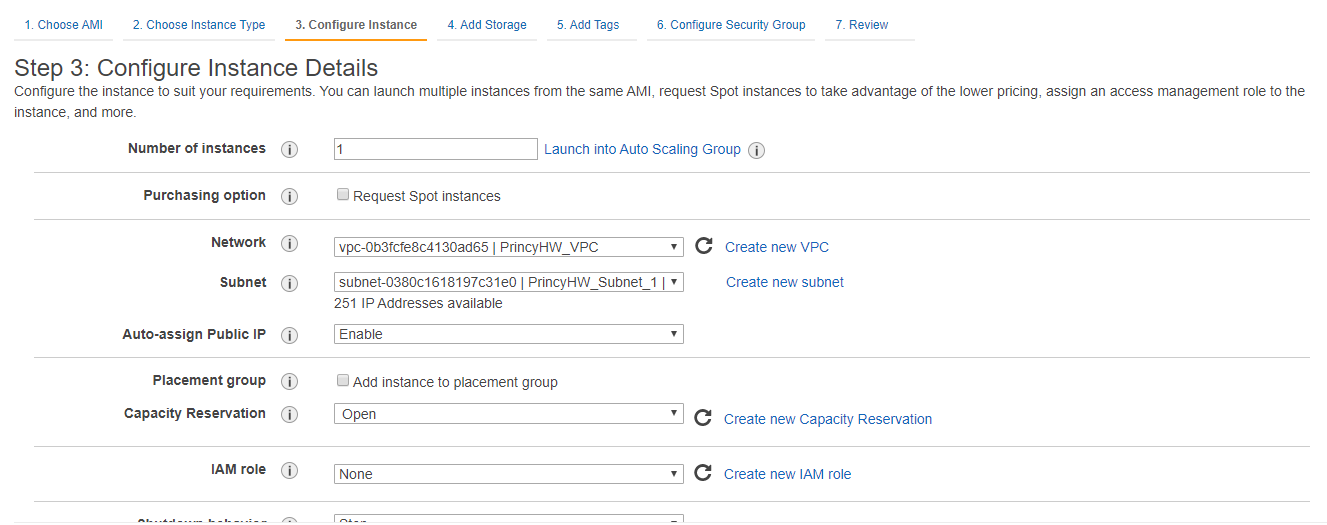 1. Choose AMI 2. Choose Instance Type 3. Configure Instance 4. Add Storage 5. Add Tags 6. Configure Security Group 7. Review
Step 3: Configure Instance Details
Configure the instance to suit your requirements. You can launch multiple instances from the same AMI, request Spot instances to take advantage of the lower pricing, assign an access management role to the
instance, and more.
Number of instances i 1 Launch into Auto Scaling Group i
Purchasing option i Request Spot instances
Network i vpc-0b3fcfe8c4130ad65 | PrincyHW_VPC Create new VPC
Subnet i subnet-0380c1618197c31e0 | PrincyHW_Subnet_1 | Create new subnet
251 IP Addresses available
Auto-assign Public IP i Enable
Placement group i Add instance to placement group
Capacity Reservation i Open Create new Capacity Reservation
IAM role i None Create new IAM role
Shutdown behavior i Stop